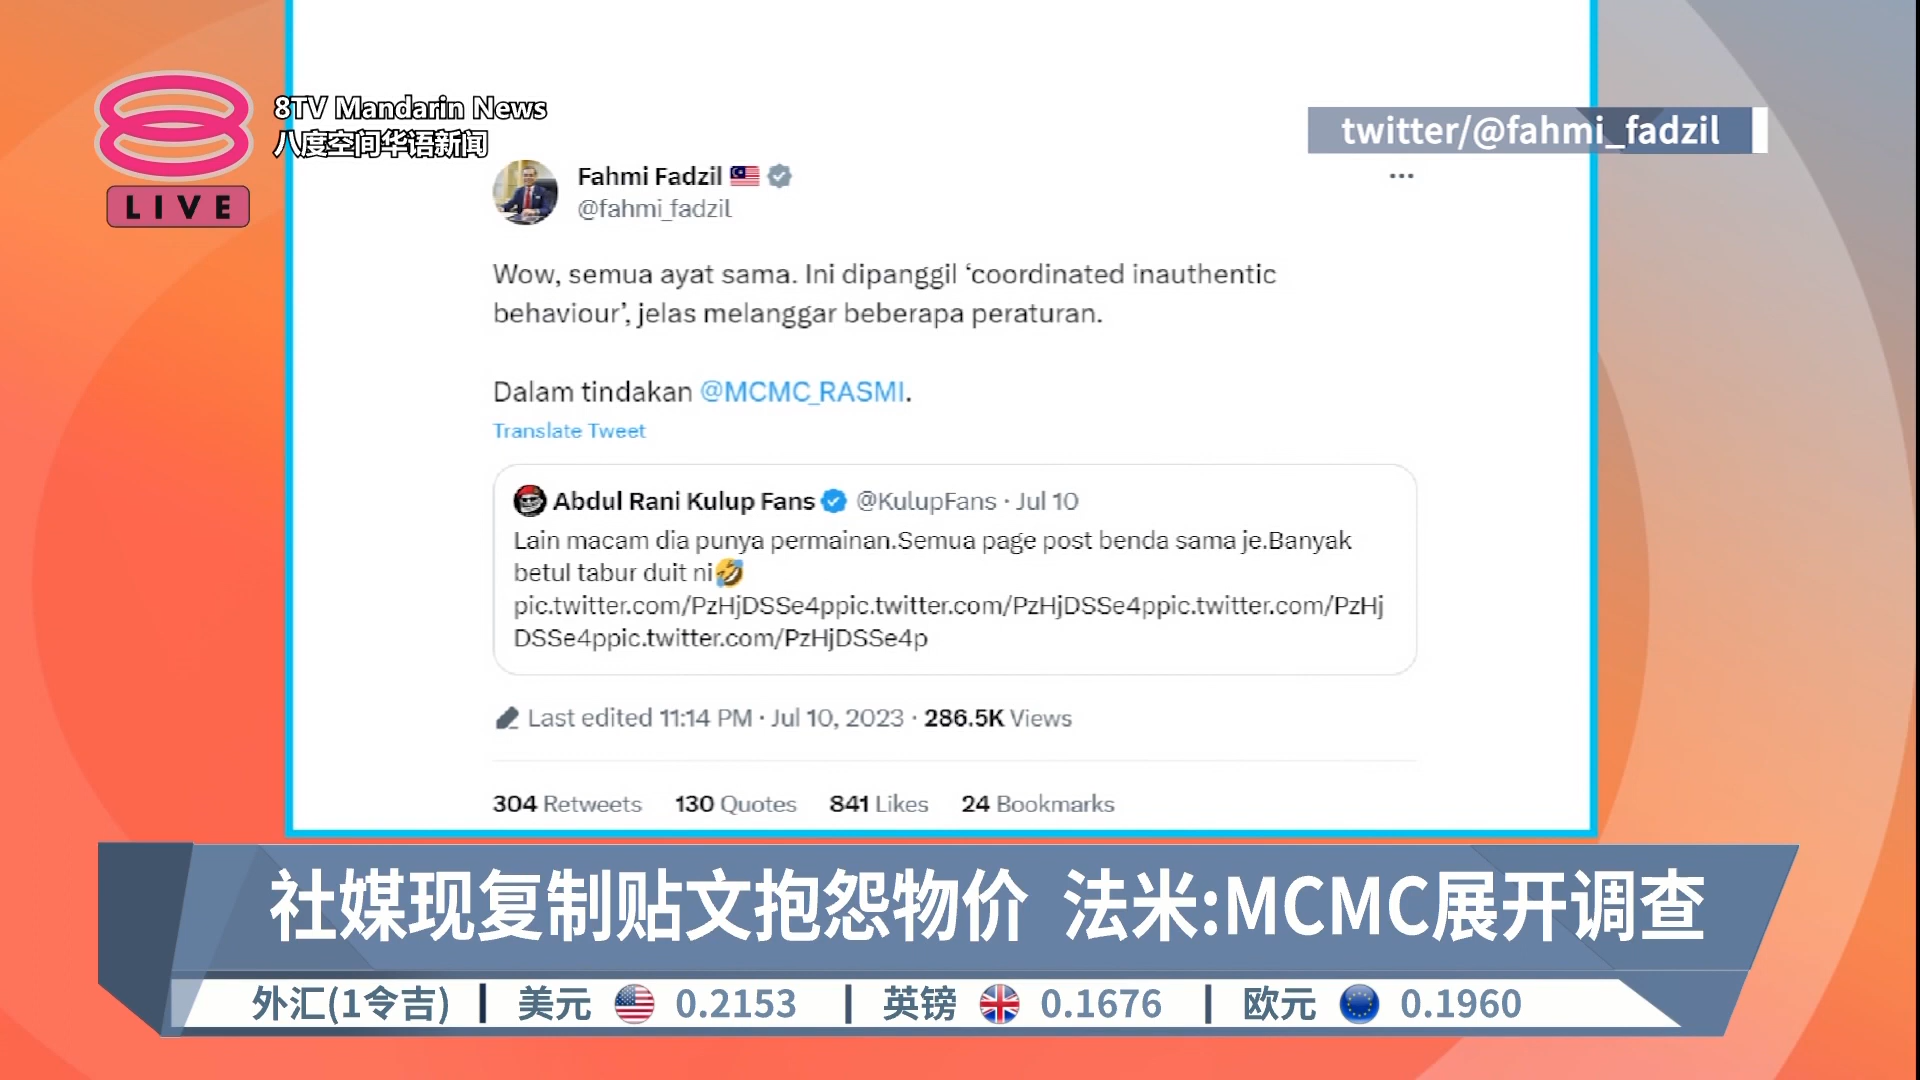 8TV Mandarin News
八度空间华语新闻
LIVE
twitter/@fahmi_fadzil
Fahmi Fadzil
@fahmi_fadzil
Wow, semua ayat sama. Ini dipanggil ‘coordinated inauthentic
behaviour’, jelas melanggar beberapa peraturan.
Dalam tindakan @MCMC_RASMI.
Translate Tweet
Abdul Rani Kulup Fans @KulupFans · Jul 10
Lain macam dia punya permainan.Semua page post benda sama je.Banyak
betul tabur duit ni🤣
pic.twitter.com/PzHjDSSe4ppic.twitter.com/PzHjDSSe4ppic.twitter.com/PzHj
DSSe4ppic.twitter.com/PzHjDSSe4p
Last edited 11:14 PM · Jul 10, 2023 · 286.5K Views
304 Retweets 130 Quotes 841 Likes 24 Bookmarks
社媒现复制贴文抱怨物价 法米:MCMC展开调查
外汇(1令吉) | 美元 0.2153 | 英镑 0.1676 | 欧元 0.1960